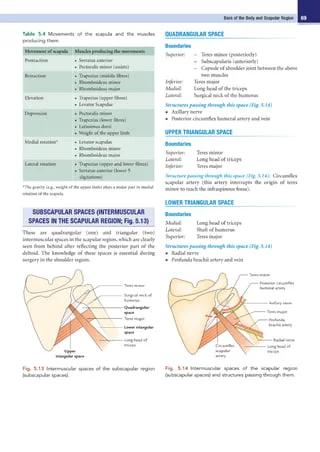 Back of the Body and Scapular Region 69
Table 5.4 Movements of the scapula and the muscles
producing them
Movement of scapula Muscles producing the movements
Protraction • Serratus anterior
• Pectoralis minor (assists)
Retraction • Trapezius (middle fibres)
• Rhomboideus minor
• Rhomboideus major
Elevation • Trapezius (upper fibres)
• Levator Scapulae
Depression • Pectoralis minor
• Trapezius (lower fibres)
• Latissimus dorsi
• Weight of the upper limb
Medial rotation* • Levator scapulae
• Rhomboideus minor
• Rhomboideus major
Lateral rotation • Trapezius (upper and lower fibres)
• Serratus anterior (lower 5
digitations)
*The gravity (e.g., weight of the upper limb) plays a major part in medial
rotation of the scapula.
SUBSCAPULAR SPACES (INTERMUSCULAR
SPACES IN THE SCAPULAR REGION; Fig. 5.13)
These are quadrangular (one) and triangular (two)
intermuscular spaces in the scapular region, which are clearly
seen from behind after reflecting the posterior part of the
deltoid. The knowledge of these spaces is essential during
surgery in the shoulder region.
Teres minor
Surgical neck of
humerus
Quadrangular
space
Teres major
Lower triangular
space
Long head of
triceps
Upper
triangular space
Fig. 5.13 Intermuscular spaces of the subscapular region
(subscapular spaces).
QUADRANGULAR SPACE
Boundaries
Superior: – Teres minor (posteriorly)
– Subscapularis (anteriorly)
– Capsule of shoulder joint between the above
two muscles
Inferior: Teres major
Medial: Long head of the triceps
Lateral: Surgical neck of the humerus
Structures passing through this space (Fig. 5.14)
• Axillary nerve
• Posterior circumflex humeral artery and vein
UPPER TRIANGULAR SPACE
Boundaries
Superior: Teres minor
Lateral: Long head of triceps
Inferior: Teres major
Structure passing through this space (Fig. 5.14): Circumflex
scapular artery (this artery interrupts the origin of teres
minor to reach the infraspinous fossa).
LOWER TRIANGULAR SPACE
Boundaries
Medial: Long head of triceps
Lateral: Shaft of humerus
Superior: Teres major
Structures passing through this space (Fig. 5.14)
• Radial nerve
• Profunda brachii artery and vein
Teres minor
Posterior circumflex
humeral artery
Axillary nerve
Teres major
Profunda
brachii artery
Radial nerve
Long head of
triceps
Circumflex
scapular
artery
Fig. 5.14 Intermuscular spaces of the scapular region
(subscapular spaces) and structures passing through them.